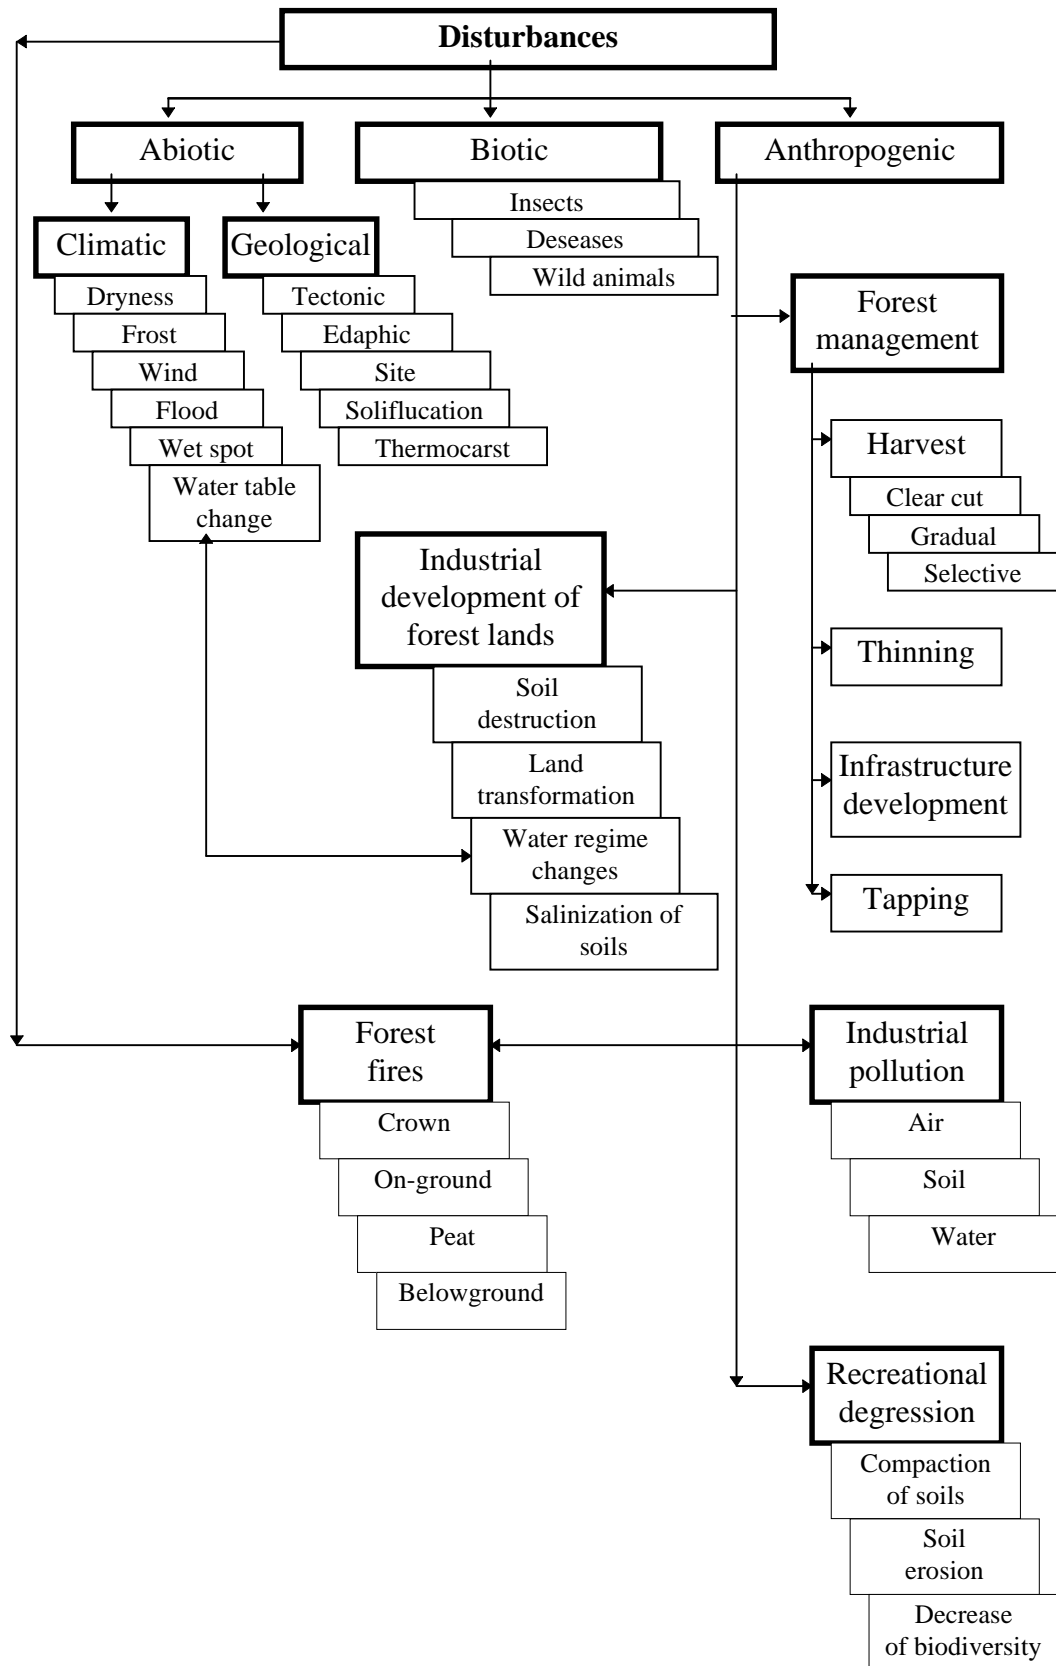 Disturbances
Abiotic
Biotic
Anthropogenic
Insects
Deseases
Wild animals
Climatic
Geological
Dryness
Frost
Wind
Flood
Wet spot
Water table
change
Tectonic
Edaphic
Site
Soliflucation
Thermocarst
Forest
management
Harvest
Clear cut
Gradual
Selective
Thinning
Infrastructure
development
Tapping
Industrial
development of
forest lands
Soil
destruction
Land
transformation
Water regime
changes
Salinization of
soils
Forest
fires
Crown
On-ground
Peat
Belowground
Industrial
pollution
Air
Soil
Water
Recreational
degression
Compaction
of soils
Soil
erosion
Decrease
of biodiversity